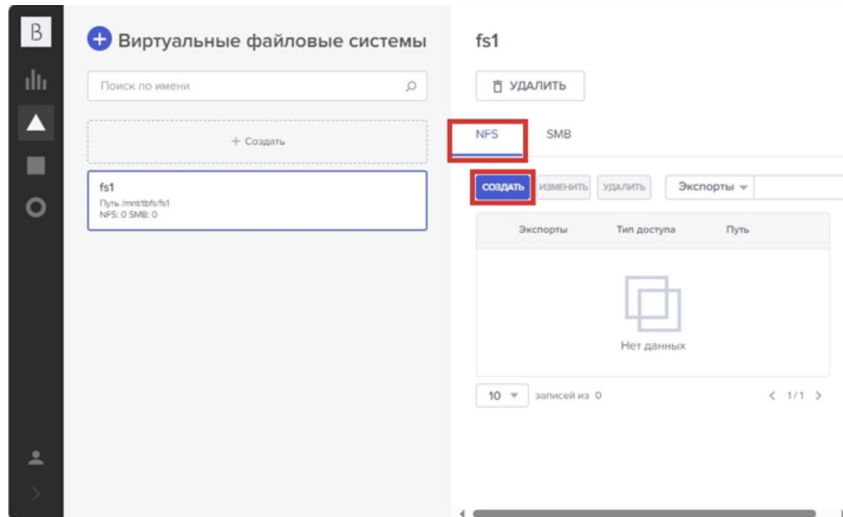 B
Виртуальные файловые системы
Поиск по имени
+ Создать
fs1
Путь /mnt/tbfs/fs1
NFS: 0 SMB: 0
fs1
УДАЛИТЬ
NFS SMB
СОЗДАТЬ ИЗМЕНИТЬ УДАЛИТЬ Экспорты
Экспорты Тип доступа Путь
Нет данных
10 записей из 0 < 1/1 >